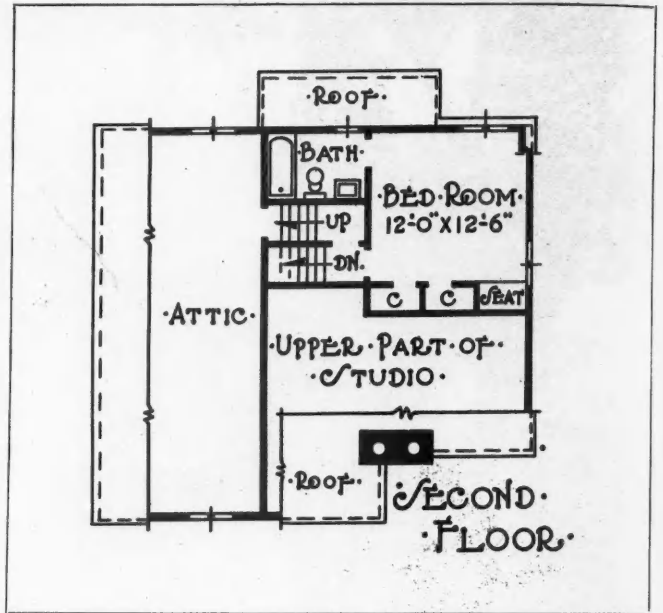 ·ROOF·
·BATH·
·BED·ROOM·
12'-0"X12'-6"
UP
DN.
C
C
SEAT
·ATTIC·
·UPPER·PART·OF·
·STUDIO·
·ROOF·
·SECOND·
·FLOOR·